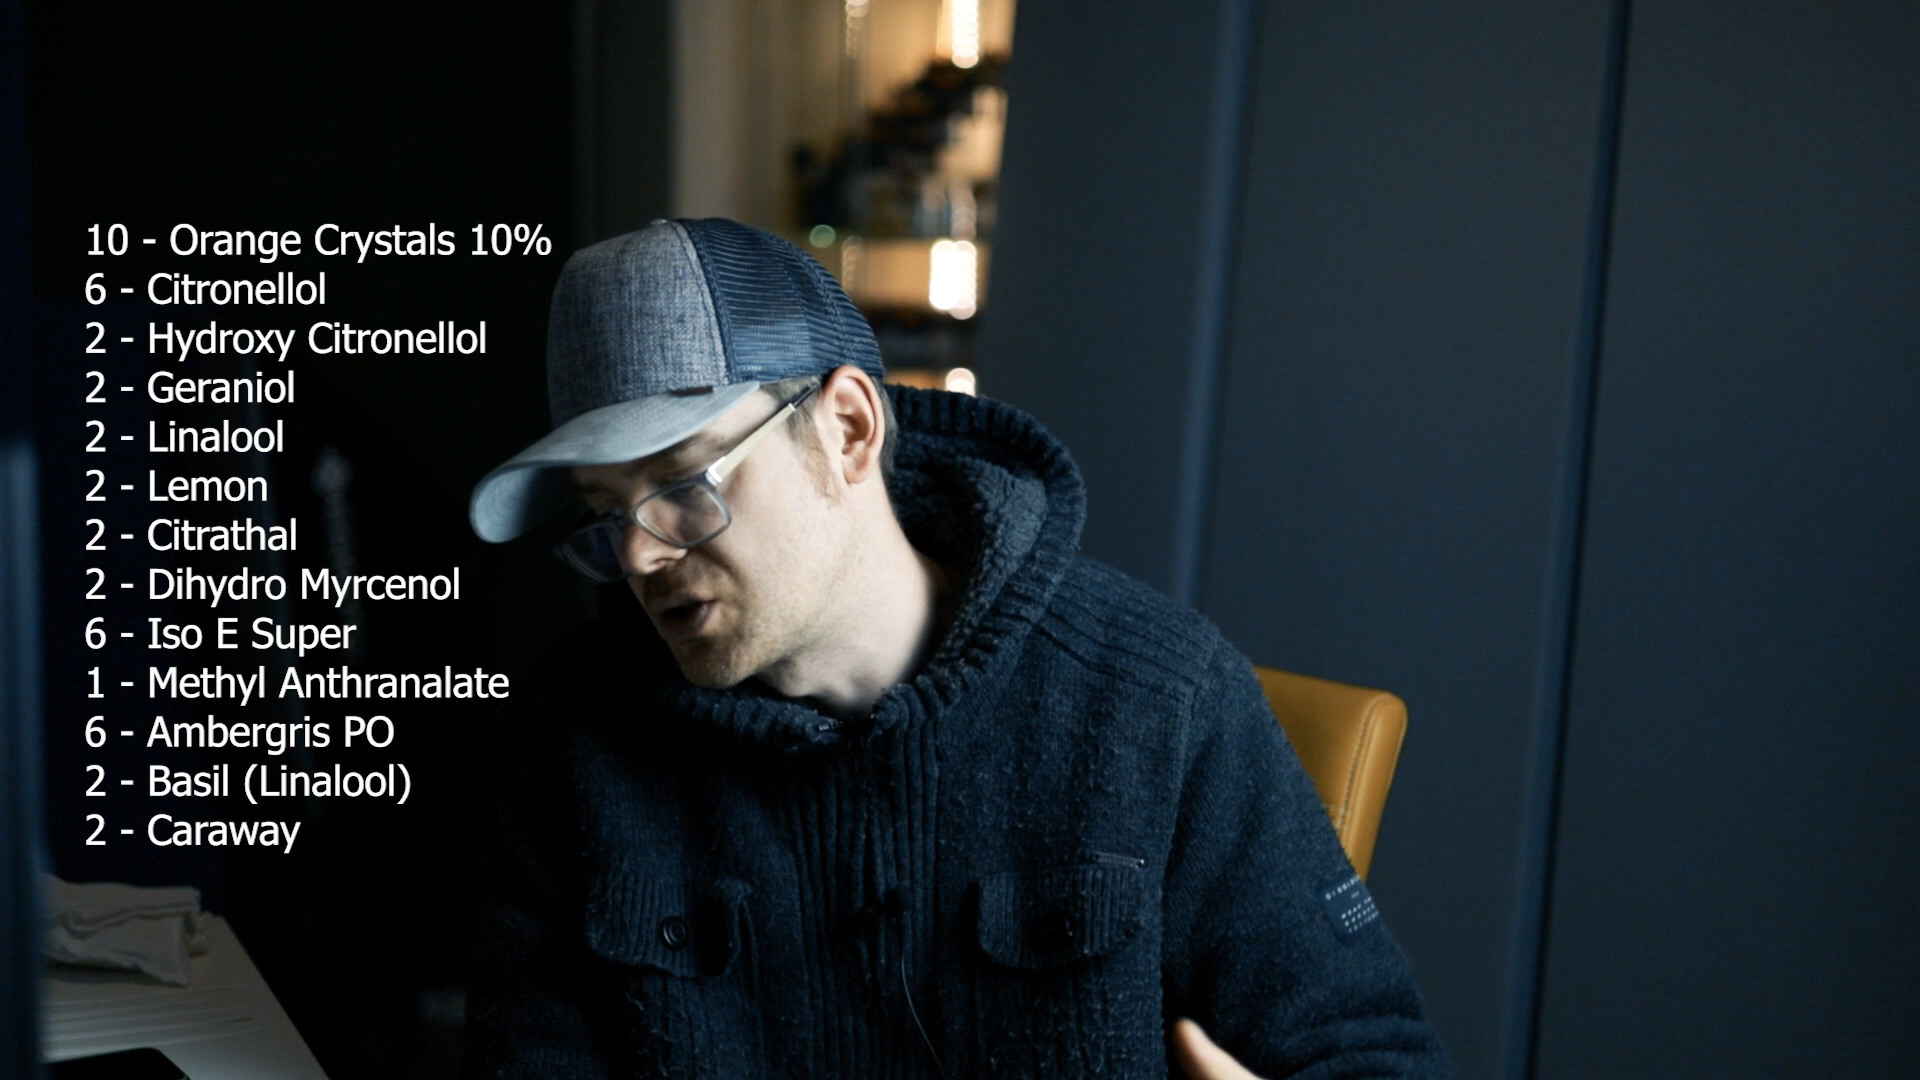 10 - Orange Crystals 10%
6 - Citronellol
2 - Hydroxy Citronellol
2 - Geraniol
2 - Linalool
2 - Lemon
2 - Citrathal
2 - Dihydro Myrcenol
6 - Iso E Super
1 - Methyl Anthranalate
6 - Ambergris PO
2 - Basil (Linalool)
2 - Caraway